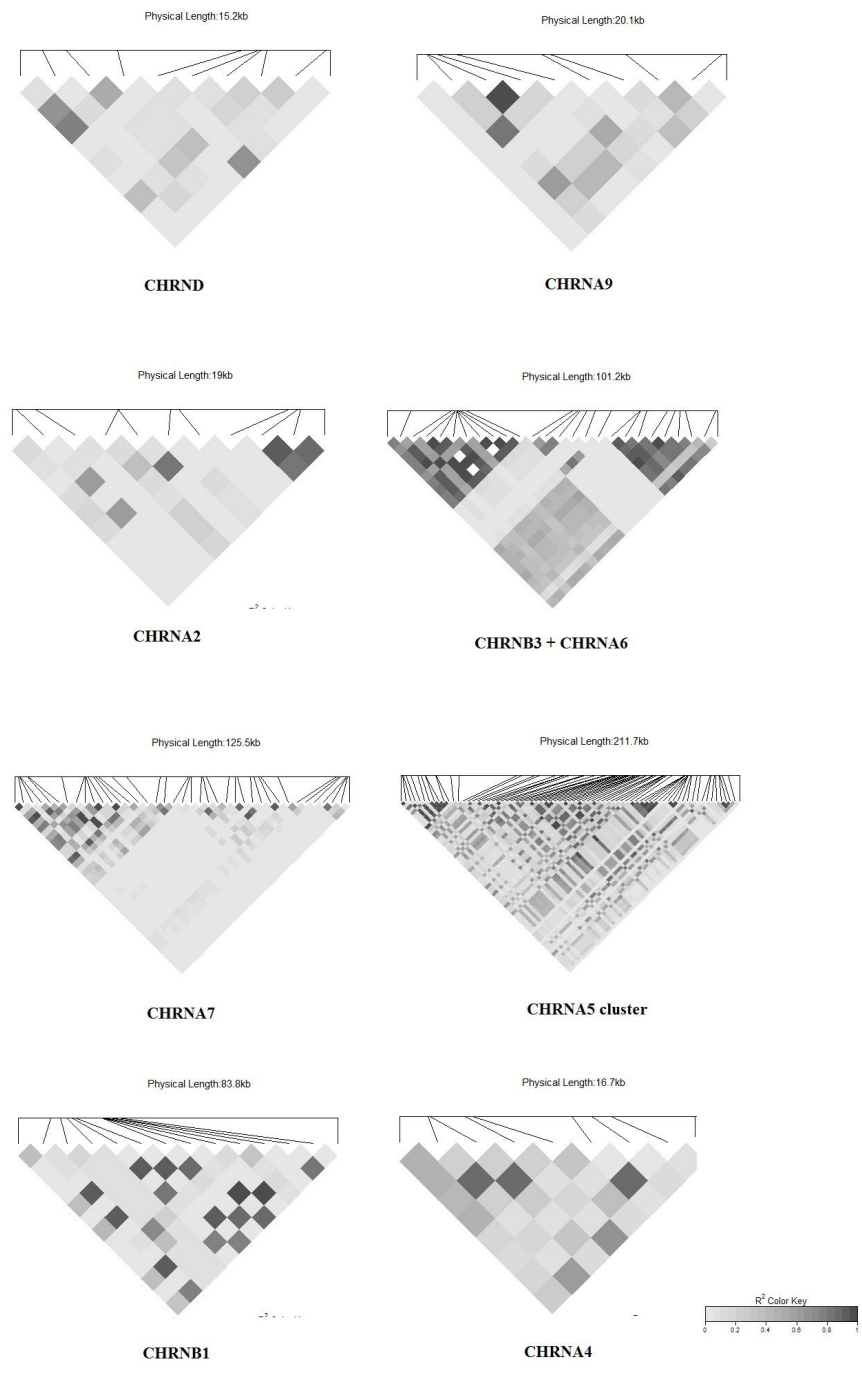 Physical Length:15.2kb
Physical Length:20.1kb
CHRND
CHRNA9
Physical Length:19kb
Physical Length:101.2kb
CHRNA2
CHRNB3 + CHRNA6
Physical Length:125.5kb
Physical Length:211.7kb
CHRNA7
CHRNA5 cluster
Physical Length:83.8kb
Physical Length:16.7kb
R² Color Key
0 0.2 0.4 0.6 0.8 1
CHRNB1
CHRNA4